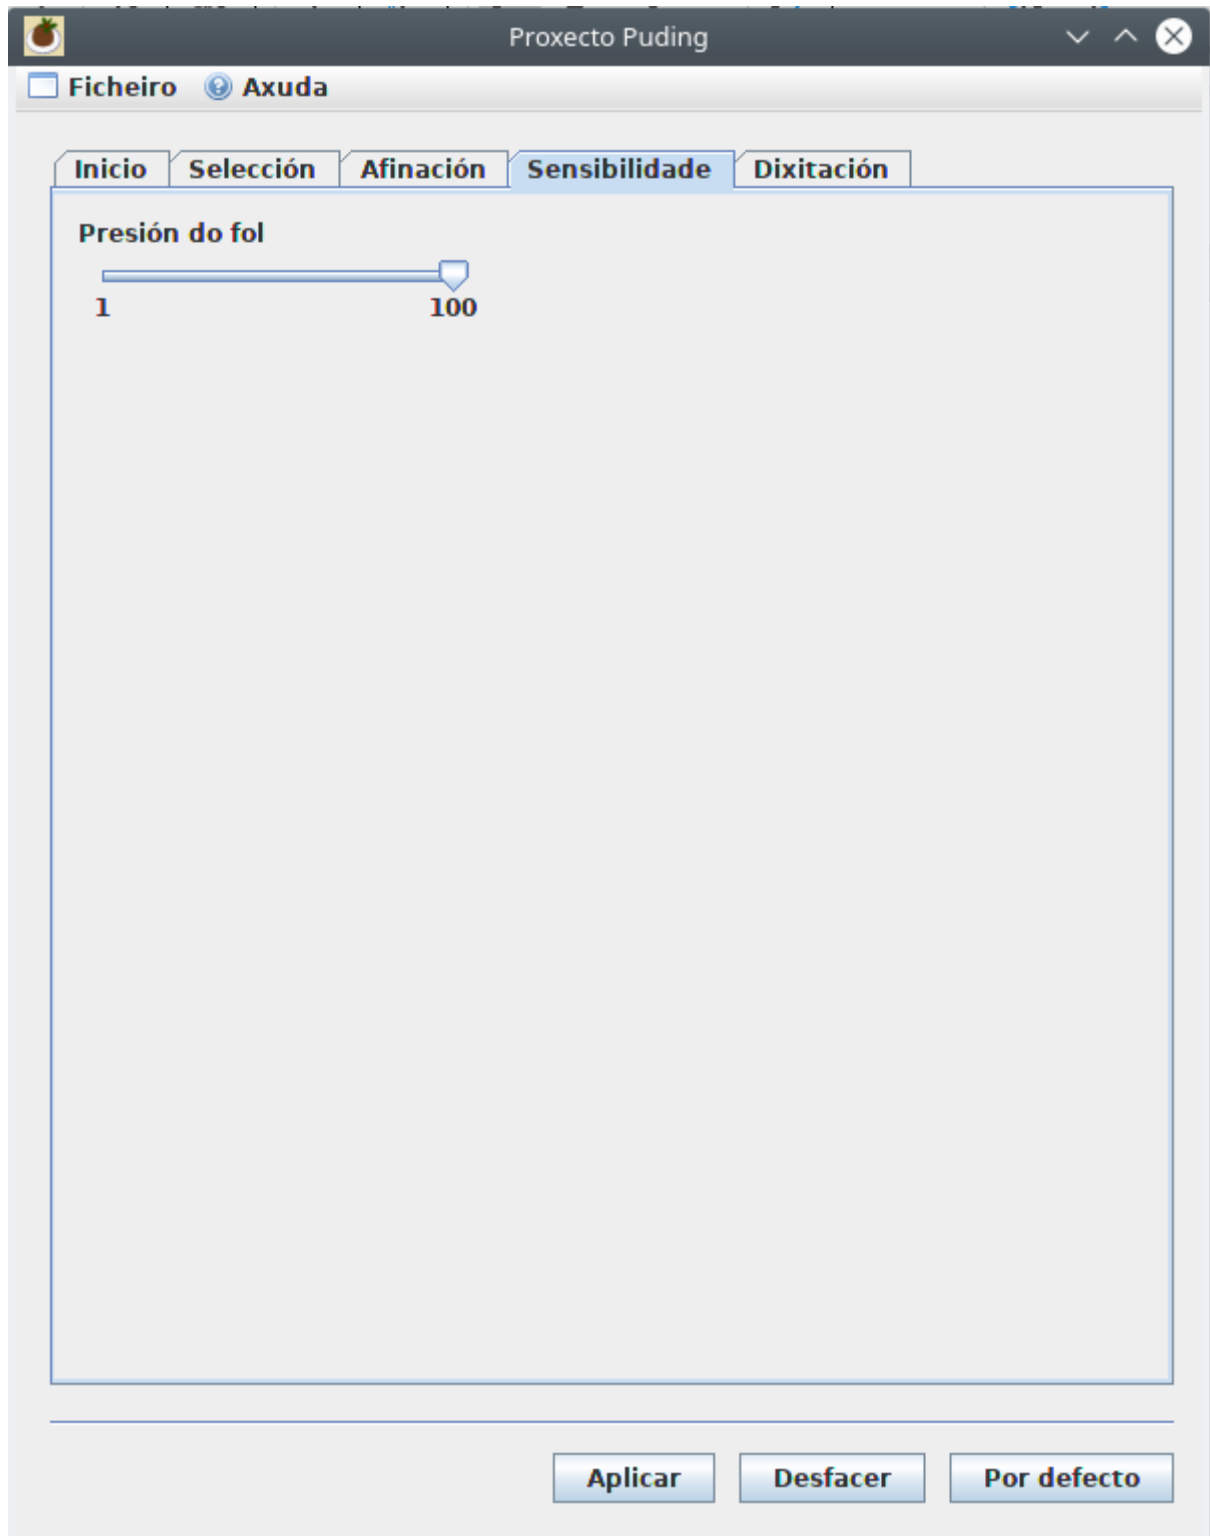 Proxecto Puding
Ficheiro Axuda
Inicio Selección Afinación Sensibilidade Dixitación
Presión do fol
1 100
Aplicar Desfacer Por defecto